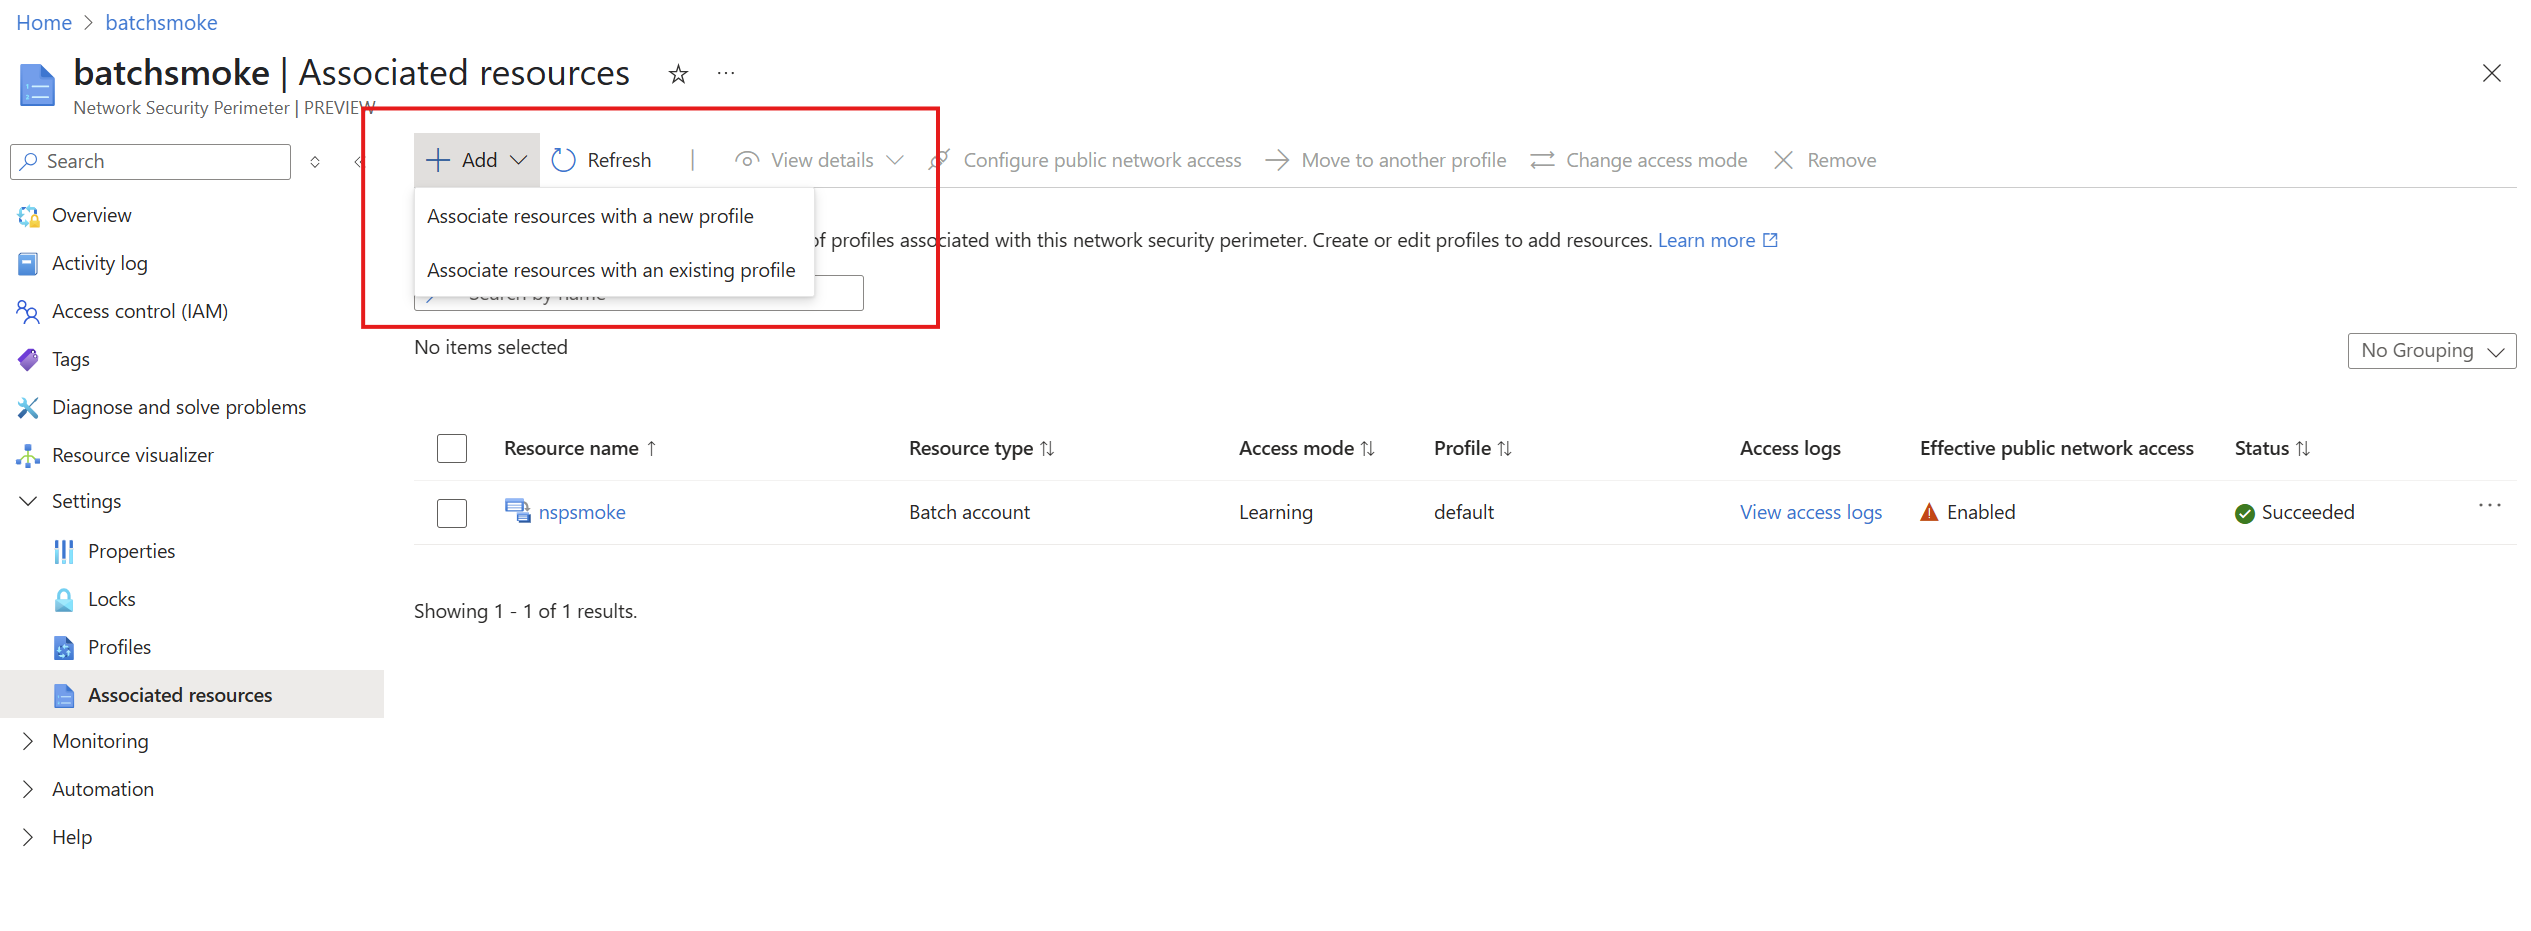 Home > batchsmoke
batchsmoke | Associated resources
Network Security Perimeter | PREVIEW
Search
Add
Refresh
View details
Configure public network access
Move to another profile
Change access mode
Remove
Associate resources with a new profile
Associate resources with an existing profile
of profiles associated with this network security perimeter. Create or edit profiles to add resources. Learn more
Search by name
No items selected
No Grouping
Overview
Activity log
Access control (IAM)
Tags
Diagnose and solve problems
Resource visualizer
Settings
Properties
Locks
Profiles
Associated resources
Monitoring
Automation
Help
Resource name ↑ Resource type ↑↓ Access mode ↑↓ Profile ↑↓ Access logs Effective public network access Status ↑↓
nspsmoke Batch account Learning default View access logs Enabled Succeeded
Showing 1 - 1 of 1 results.